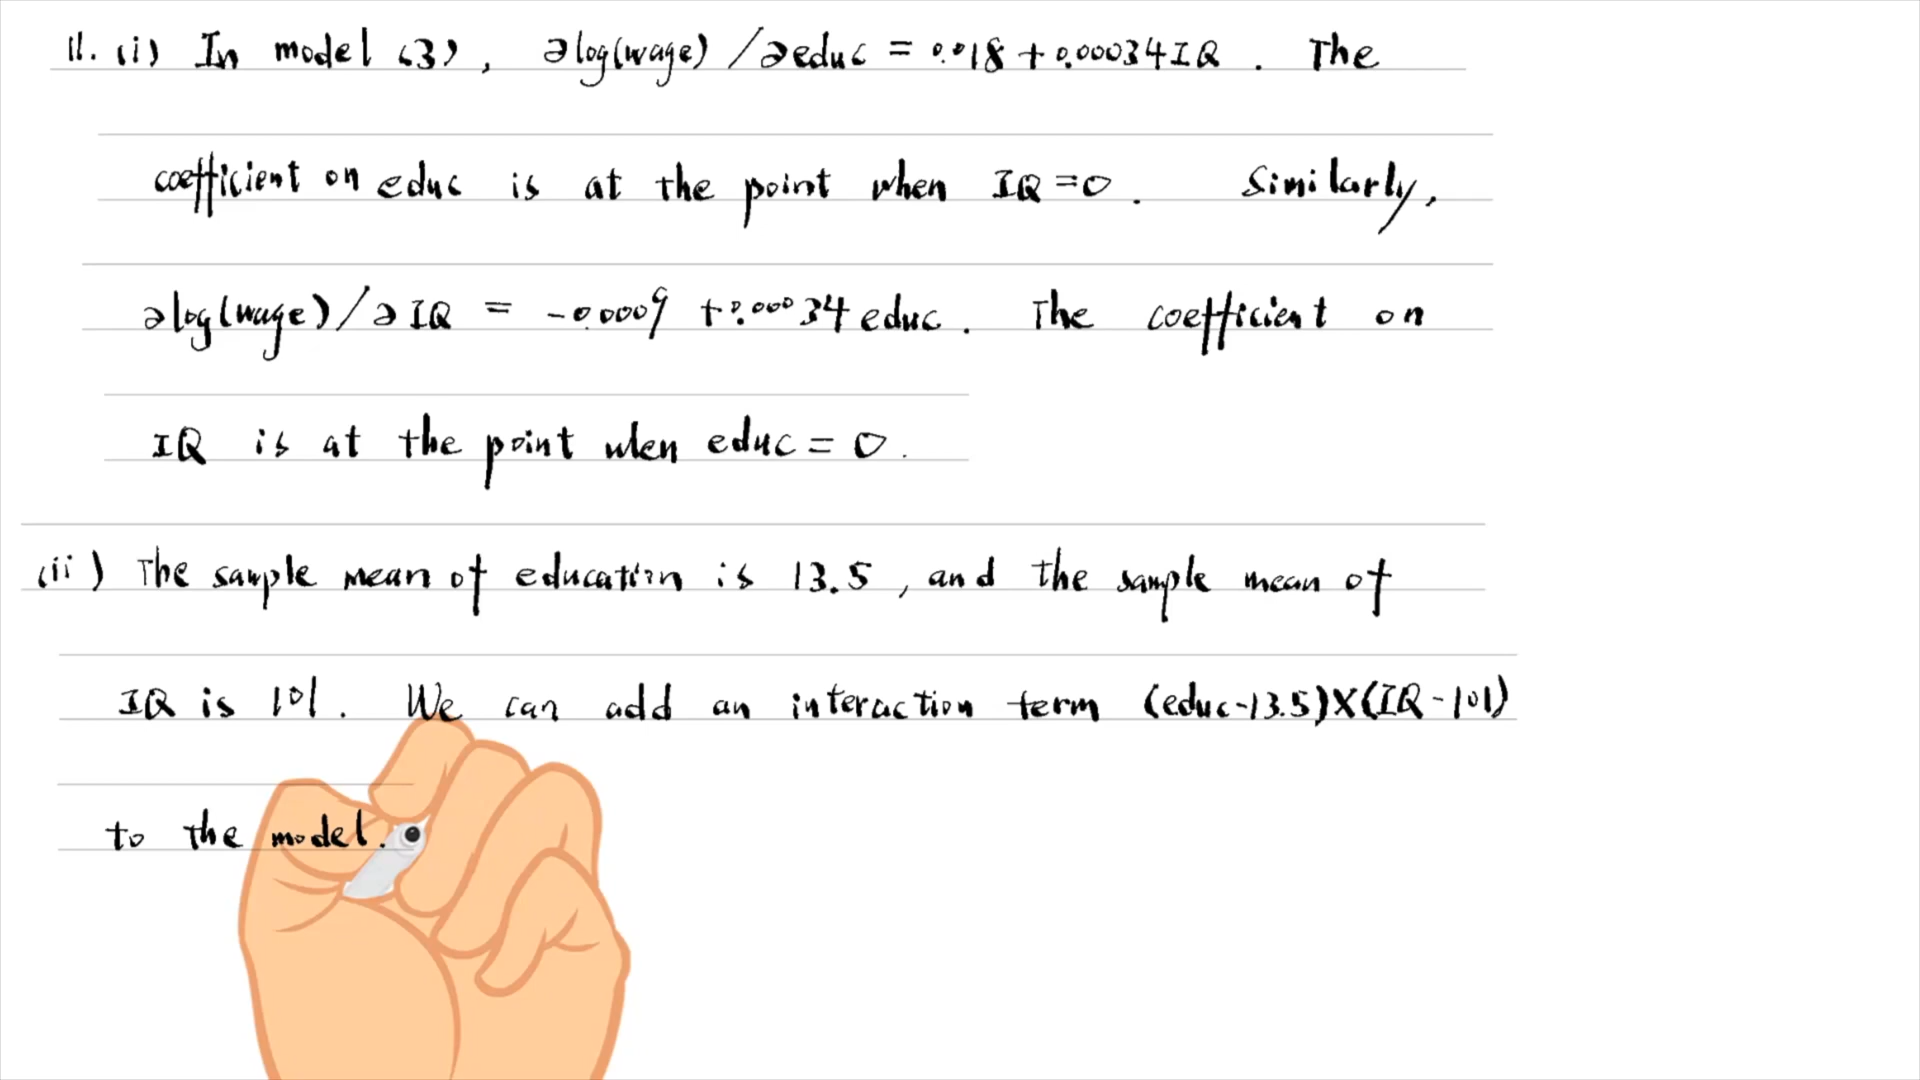 11. (i) In model (3), ∂log(wage) / ∂educ = 0.018 + 0.00034IQ. The
coefficient on educ is at the point when IQ = 0. Similarly,
∂log(wage) / ∂IQ = -0.0009 + 0.00034 educ. The coefficient on
IQ is at the point when educ = 0.
(ii) The sample mean of education is 13.5, and the sample mean of
IQ is 101. We can add an interaction term (educ-13.5)X(IQ-101)
to the model.